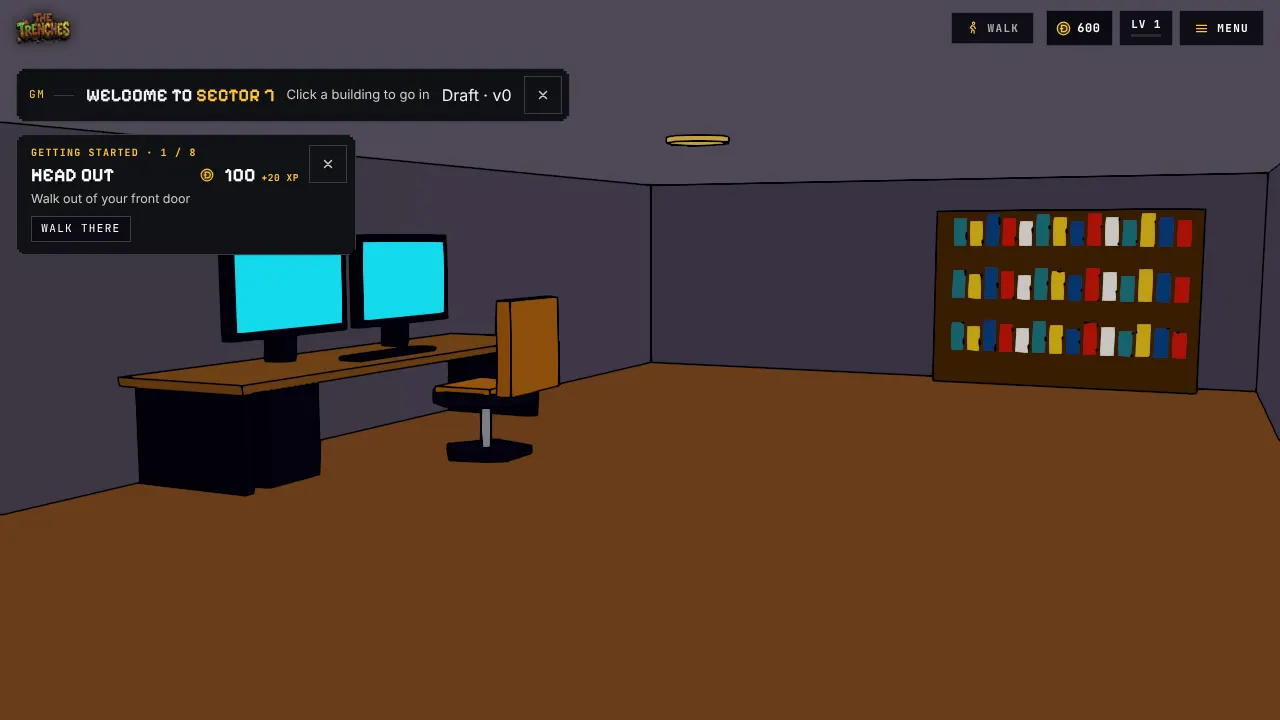 THE TRENCHES
WALK
600
LV 1
MENU
GM
WELCOME TO SECTOR 7 Click a building to go in Draft · v0
GETTING STARTED · 1 / 8
HEAD OUT 100 +20 XP
Walk out of your front door
WALK THERE